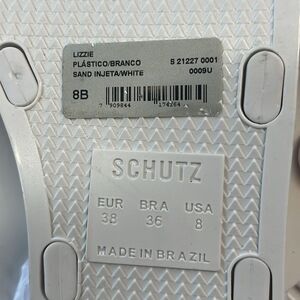 LIZZIE
PLÁSTICO/BRANCO S 21227 0001
SAND INJETA/WHITE 0009U
8B
SCHUTZ
EUR BRA USA
38 36 8
MADE IN BRAZIL